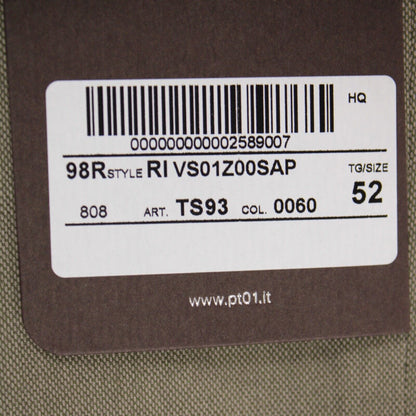 HQ
000000000002589007
98R STYLE RI VS01Z00SAP TG/SIZE
808 ART. TS93 COL. 0060 52
www.pt01.it